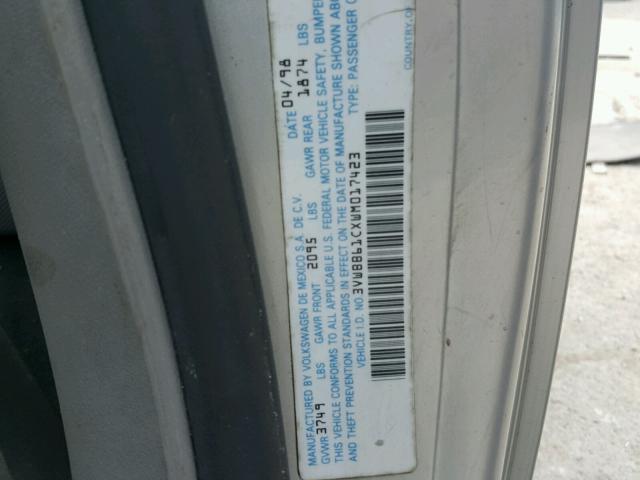 MANUFACTURED BY VOLKSWAGEN DE MEXICO S.A. DE C.V. DATE 04/98
GVWR 3749 LBS GAWR FRONT 2095 LBS GAWR REAR 1874 LBS
THIS VEHICLE CONFORMS TO ALL APPLICABLE U.S. FEDERAL MOTOR VEHICLE SAFETY, BUMPER
AND THEFT PREVENTION STANDARDS IN EFFECT ON THE DATE OF MANUFACTURE SHOWN ABO
VEHICLE I.D. NO. 3VWBB61CXWM017423 TYPE: PASSENGER C
COUNTRY O